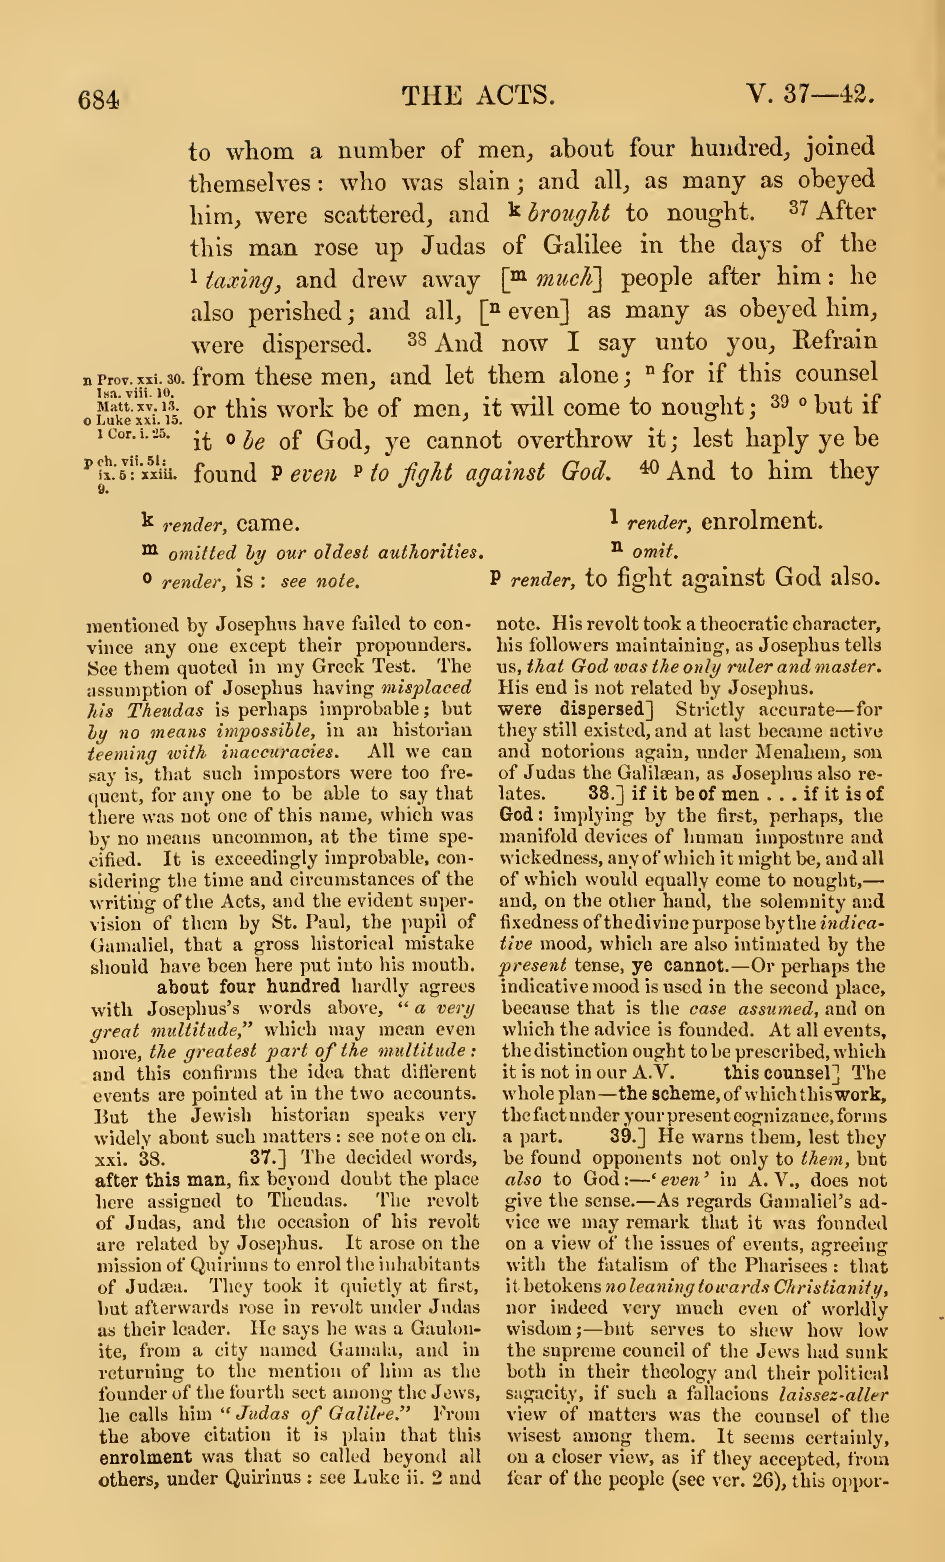 684 THE ACTS. V. 37—42.
to whom a number of men, about four hundred, joined
themselves: who was slain; and all, as many as obeyed
him, were scattered, and k brought to nought. 37 After
this man rose up Judas of Galilee in the days of the
l taxing, and drew away [m much] people after him: he
also perished; and all, [n even] as many as obeyed him,
were dispersed. 38 And now I say unto you, Refrain
from these men, and let them alone; n for if this counsel
or this work be of men, it will come to nought; 39 o but if
it o be of God, ye cannot overthrow it; lest haply ye be
found p even p to fight against God. 40 And to him they
n Prov. xxi. 30.
Isa. viii. 10.
Matt. xv. 13.
o Luke xxi. 15.
1 Cor. i. 25.
p ch. vii. 51:
ix. 5: xxiii.
9.
k render, came.
l render, enrolment.
m omitted by our oldest authorities.
n omit.
o render, is: see note.
p render, to fight against God also.
mentioned by Josephus have failed to con-
vince any one except their propounders.
See them quoted in my Greek Test. The
assumption of Josephus having misplaced
his Theudas is perhaps improbable; but
by no means impossible, in an historian
teeming with inaccuracies. All we can
say is, that such impostors were too fre-
quent, for any one to be able to say that
there was not one of this name, which was
by no means uncommon, at the time spe-
cified. It is exceedingly improbable, con-
sidering the time and circumstances of the
writing of the Acts, and the evident super-
vision of them by St. Paul, the pupil of
Gamaliel, that a gross historical mistake
should have been here put into his mouth.
about four hundred hardly agrees
with Josephus's words above, "a very
great multitude," which may mean even
more, the greatest part of the multitude:
and this confirms the idea that different
events are pointed at in the two accounts.
But the Jewish historian speaks very
widely about such matters: see note on ch.
xxi. 38. 37.] The decided words,
after this man, fix beyond doubt the place
here assigned to Theudas. The revolt
of Judas, and the occasion of his revolt
are related by Josephus. It arose on the
mission of Quirinus to enrol the inhabitants
of Judæa. They took it quietly at first,
but afterwards rose in revolt under Judas
as their leader. He says he was a Gaulon-
ite, from a city named Gamala, and in
returning to the mention of him as the
founder of the fourth sect among the Jews,
he calls him "Judas of Galilee." From
the above citation it is plain that this
enrolment was that so called beyond all
others, under Quirinus: see Luke ii. 2 and
note. His revolt took a theocratic character,
his followers maintaining, as Josephus tells
us, that God was the only ruler and master.
His end is not related by Josephus.
were dispersed] Strictly accurate—for
they still existed, and at last became active
and notorious again, under Menahem, son
of Judas the Galilæan, as Josephus also re-
lates. 38.] if it be of men . . . if it is of
God: implying by the first, perhaps, the
manifold devices of human imposture and
wickedness, any of which it might be, and all
of which would equally come to nought,—
and, on the other hand, the solemnity and
fixedness of the divine purpose by the indica-
tive mood, which are also intimated by the
present tense, ye cannot.—Or perhaps the
indicative mood is used in the second place,
because that is the case assumed, and on
which the advice is founded. At all events,
the distinction ought to be prescribed, which
it is not in our A.V. this counsel] The
whole plan—the scheme, of which this work,
the fact under your present cognizance, forms
a part. 39.] He warns them, lest they
be found opponents not only to them, but
also to God:—'even' in A. V., does not
give the sense.—As regards Gamaliel's ad-
vice we may remark that it was founded
on a view of the issues of events, agreeing
with the fatalism of the Pharisees: that
it betokens no leaning towards Christianity,
nor indeed very much even of worldly
wisdom;—but serves to shew how low
the supreme council of the Jews had sunk
both in their theology and their political
sagacity, if such a fallacious laissez-aller
view of matters was the counsel of the
wisest among them. It seems certainly,
on a closer view, as if they accepted, from
fear of the people (see ver. 26), this oppor-